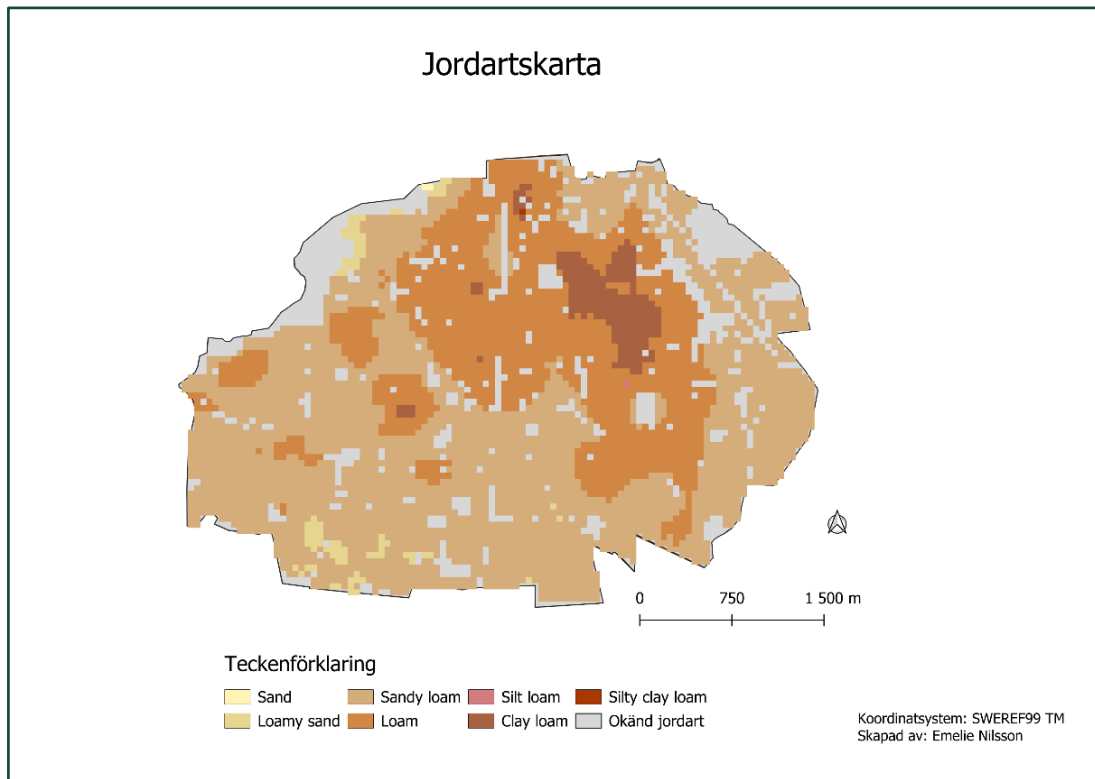 Jordartskarta
0 750 1 500 m
Teckenförklaring
Sand Sandy loam Silt loam Silty clay loam
Loamy sand Loam Clay loam Okänd jordart
Koordinatsystem: SWEREF99 TM
Skapad av: Emelie Nilsson